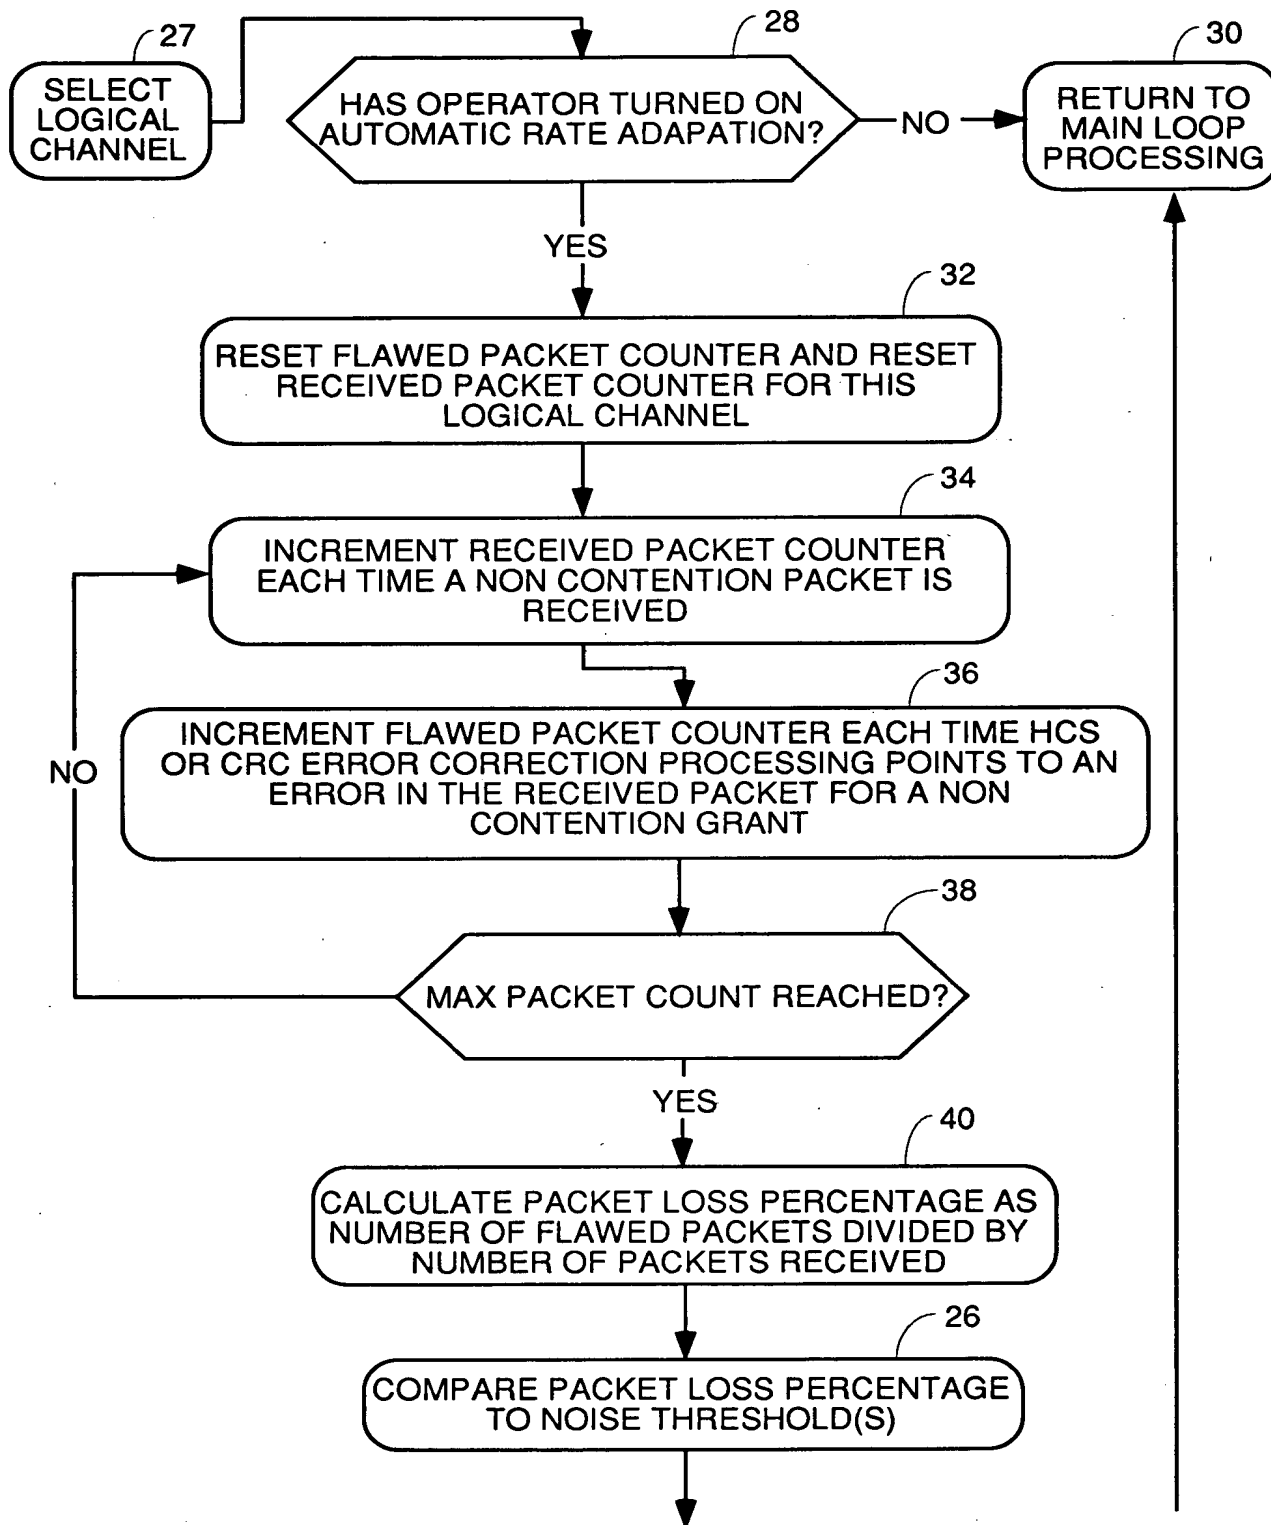 27
SELECT
LOGICAL
CHANNEL
28
HAS OPERATOR TURNED ON
AUTOMATIC RATE ADAPATION?
NO
30
RETURN TO
MAIN LOOP
PROCESSING
YES
32
RESET FLAWED PACKET COUNTER AND RESET
RECEIVED PACKET COUNTER FOR THIS
LOGICAL CHANNEL
34
INCREMENT RECEIVED PACKET COUNTER
EACH TIME A NON CONTENTION PACKET IS
RECEIVED
36
INCREMENT FLAWED PACKET COUNTER EACH TIME HCS
OR CRC ERROR CORRECTION PROCESSING POINTS TO AN
ERROR IN THE RECEIVED PACKET FOR A NON
CONTENTION GRANT
NO
38
MAX PACKET COUNT REACHED?
YES
40
CALCULATE PACKET LOSS PERCENTAGE AS
NUMBER OF FLAWED PACKETS DIVIDED BY
NUMBER OF PACKETS RECEIVED
26
COMPARE PACKET LOSS PERCENTAGE
TO NOISE THRESHOLD(S)